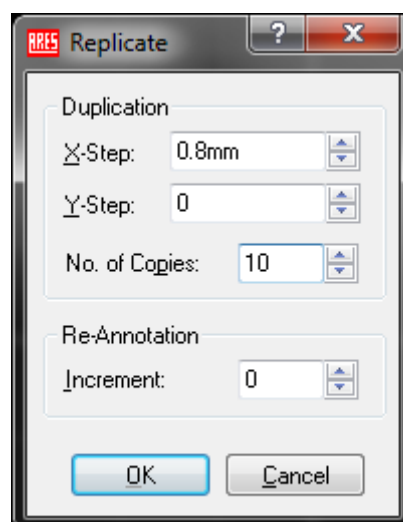 ARES Replicate ?
Duplication
X-Step: 0.8mm
Y-Step: 0
No. of Copies: 10
Re-Annotation
Increment: 0
OK Cancel